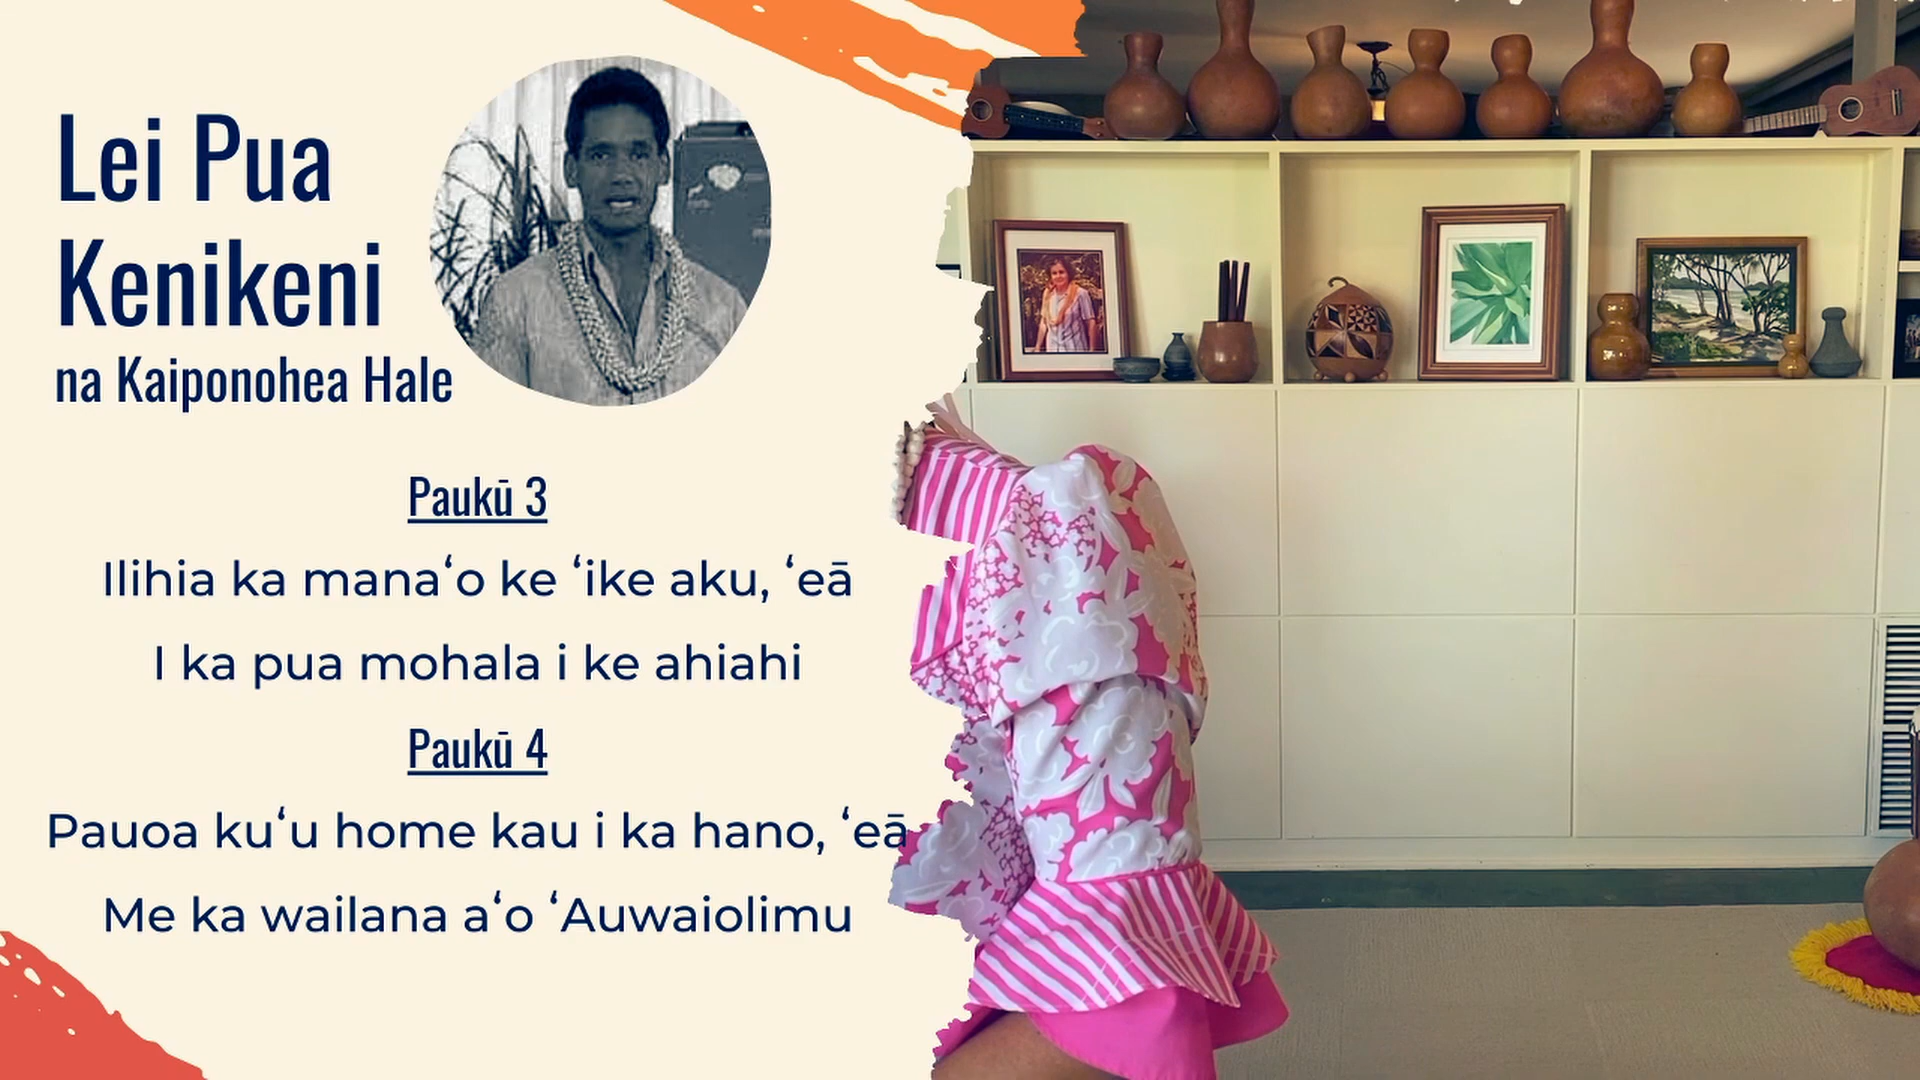 Lei Pua
Kenikeni
na Kaiponohea Hale
Paukū 3
Ilihia ka manaʻo ke ʻike aku, ʻeā
I ka pua mohala i ke ahiahi
Paukū 4
Pauoa kuʻu home kau i ka hano, ʻeā
Me ka wailana aʻo ʻAuwaiolimu